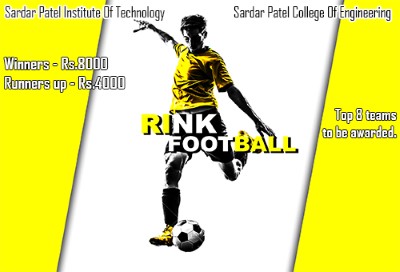 Sardar Patel Institute Of Technology
Sardar Patel College Of Engineering
Winners - Rs.8000
Runners up - Rs.4000
RINK
FOOTBALL
Top 8 teams
to be awarded.